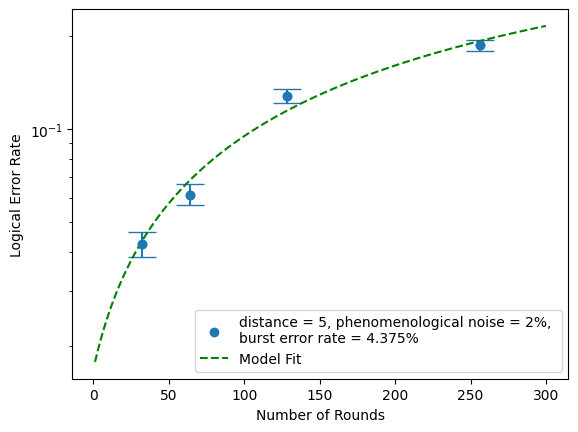 Logical Error Rate
10⁻¹
0
50
100
150
200
250
300
Number of Rounds
distance = 5, phenomenological noise = 2%,
burst error rate = 4.375%
Model Fit